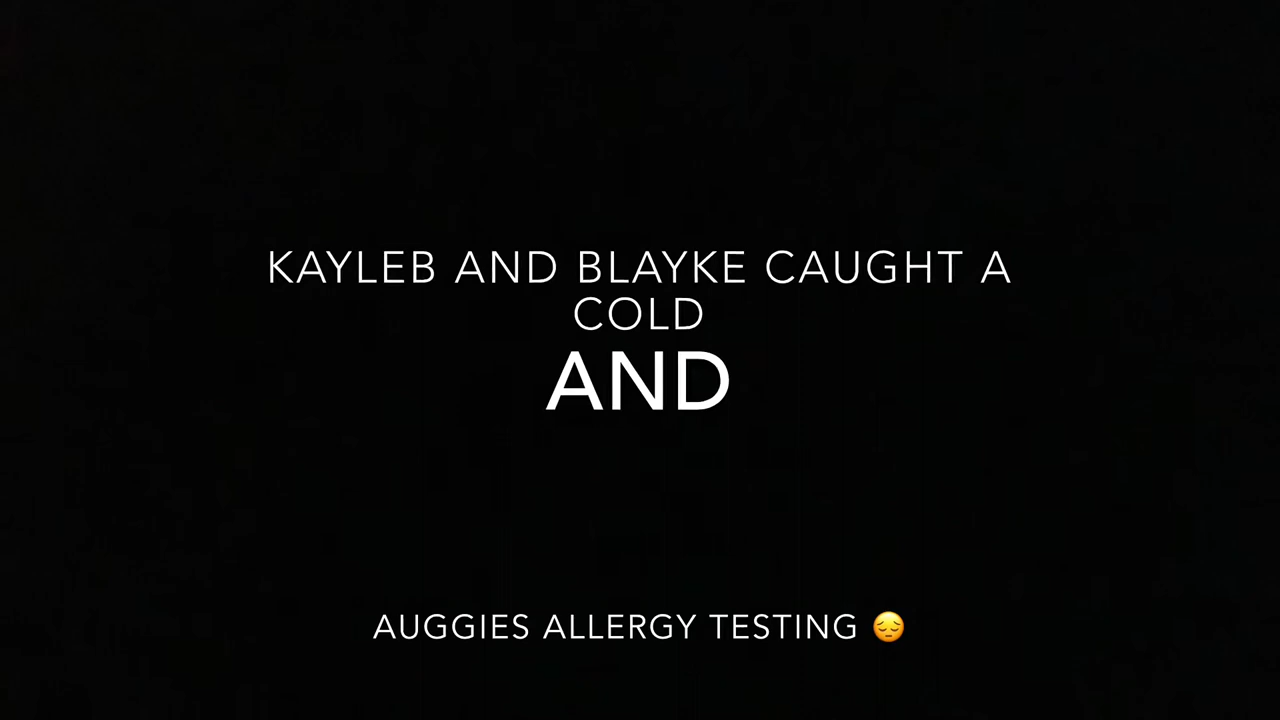 KAYLEB AND BLAYKE CAUGHT A
COLD
AND
AUGGIES ALLERGY TESTING 😔